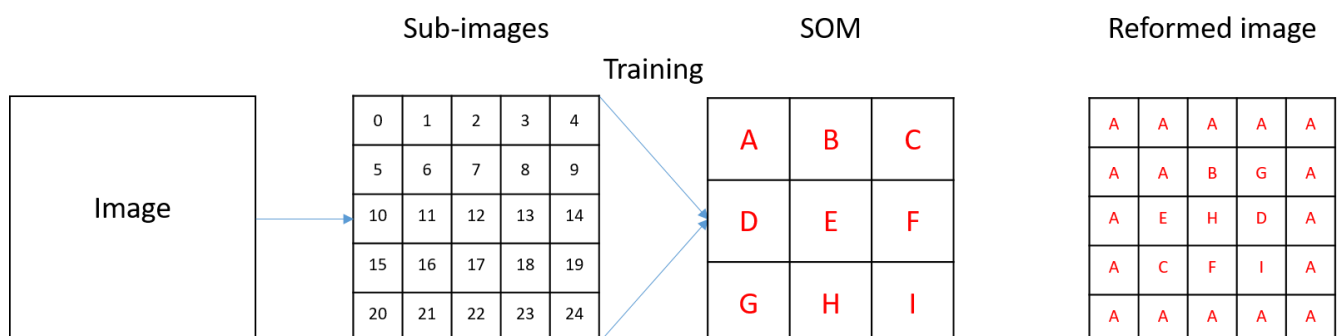 Sub-images SOM Reformed image
Training
Image
0 1 2 3 4
5 6 7 8 9
10 11 12 13 14
15 16 17 18 19
20 21 22 23 24
A B C
D E F
G H I
A A A A A
A A B G A
A E H D A
A C F I A
A A A A A